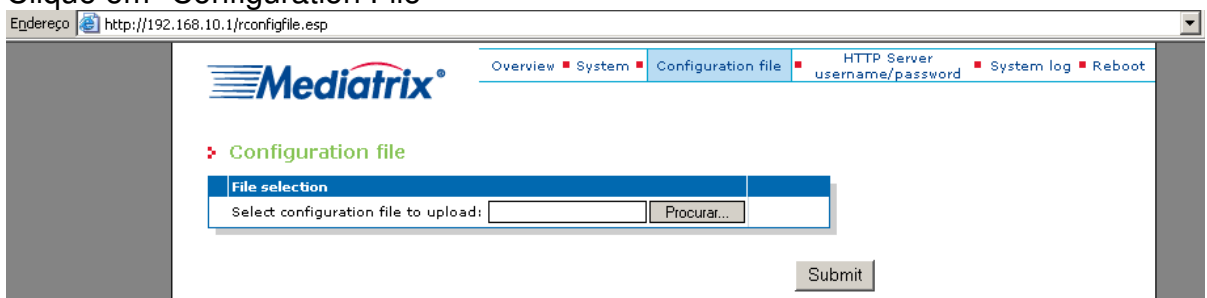 Clique em "Configuration File"
Endereço http://192.168.10.1/rconfigfile.esp
Mediatrix®
Overview System Configuration file HTTP Server username/password System log Reboot
Configuration file
File selection
Select configuration file to upload: Procurar...
Submit